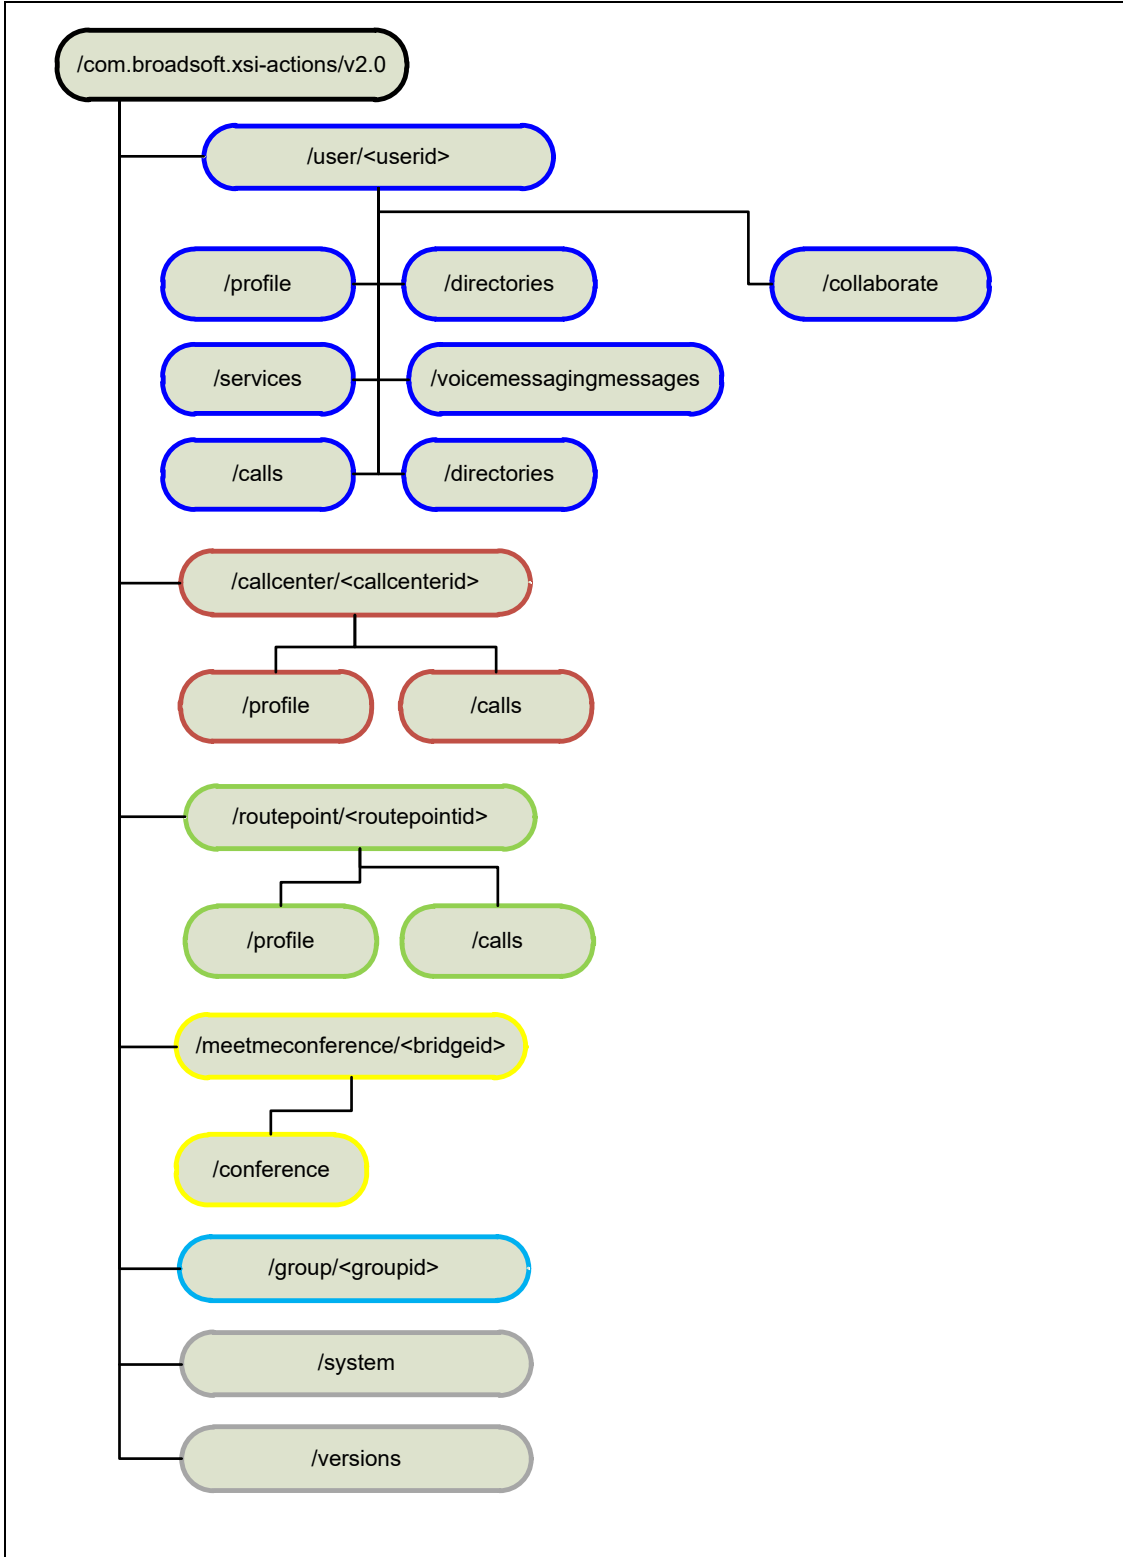 /com.broadsoft.xsi-actions/v2.0
/user/<userid>
/profile
/directories
/collaborate
/services
/voicemessagingmessages
/calls
/directories
/callcenter/<callcenterid>
/profile
/calls
/routepoint/<routepointid>
/profile
/calls
/meetmeconference/<bridgeid>
/conference
/group/<groupid>
/system
/versions